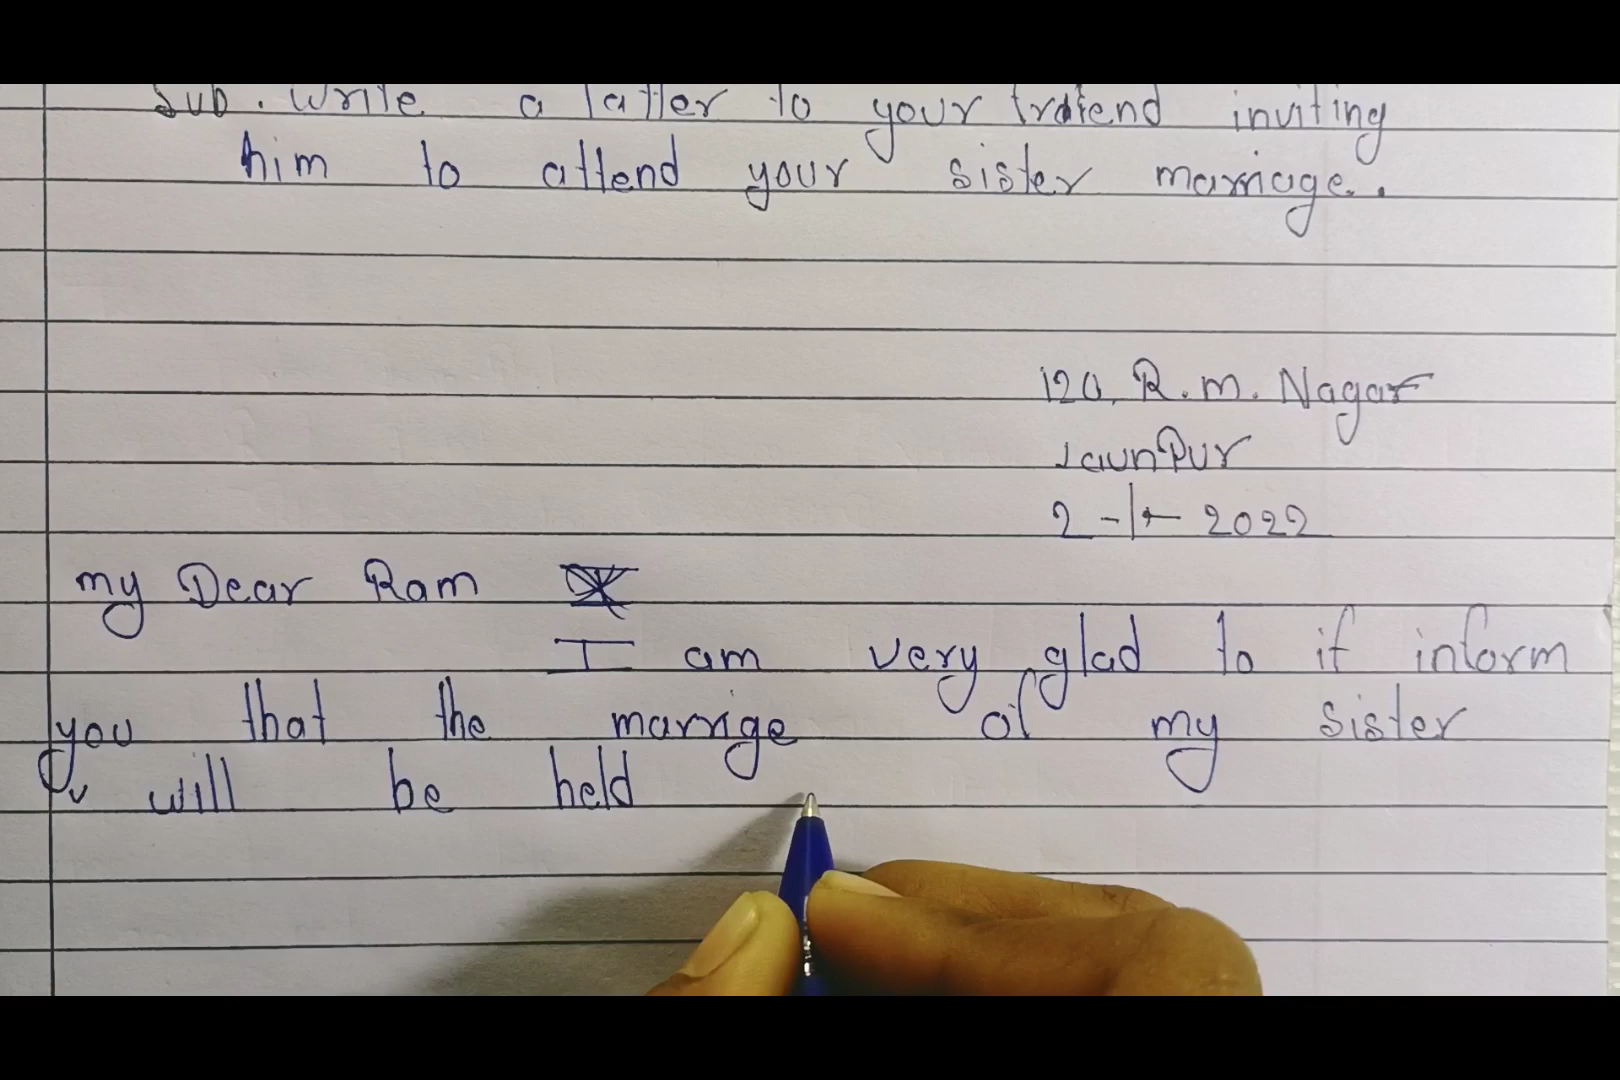 Sub. Write a latter to your fraiend inviting
him to attend your sister marriage.
120, R.m. Nagar
Jaunpur
2 -1- 2022
my Dear Ram
I am very glad to if inform
you that the marrige of my sister
will be held